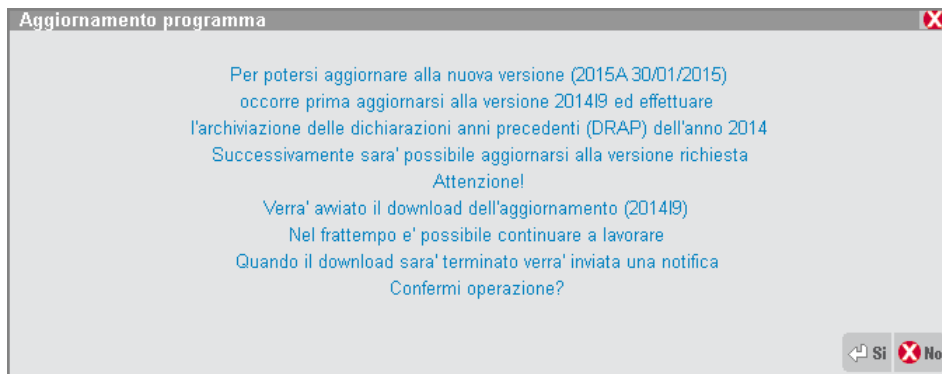 Aggiornamento programma
Per potersi aggiornare alla nuova versione (2015A 30/01/2015)
occorre prima aggiornarsi alla versione 2014I9 ed effettuare
l'archiviazione delle dichiarazioni anni precedenti (DRAP) dell'anno 2014
Successivamente sara' possibile aggiornarsi alla versione richiesta
Attenzione!
Verra' avviato il download dell'aggiornamento (2014I9)
Nel frattempo e' possibile continuare a lavorare
Quando il download sara' terminato verra' inviata una notifica
Confermi operazione?
Si No